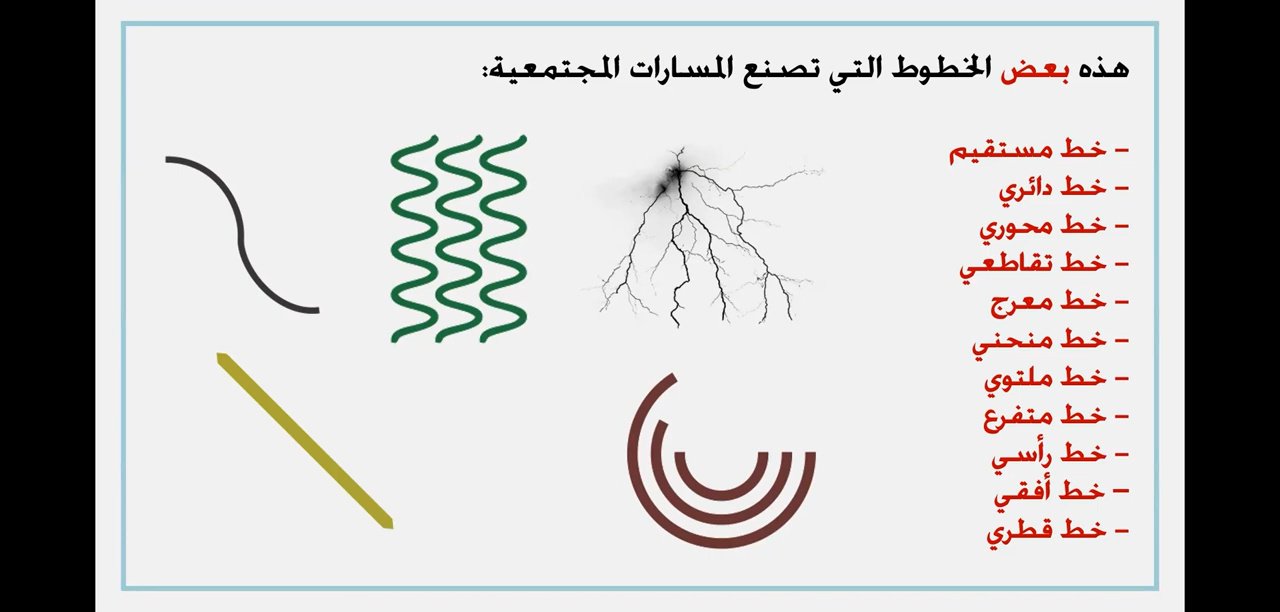 هذه بعض الخطوط التي تصنع المسارات المجتمعية:
- خط مستقيم
- خط دائري
- خط محوري
- خط تقاطعي
- خط معرج
- خط منحني
- خط ملتوي
- خط متفرع
- خط رأسي
- خط أفقي
- خط قطري